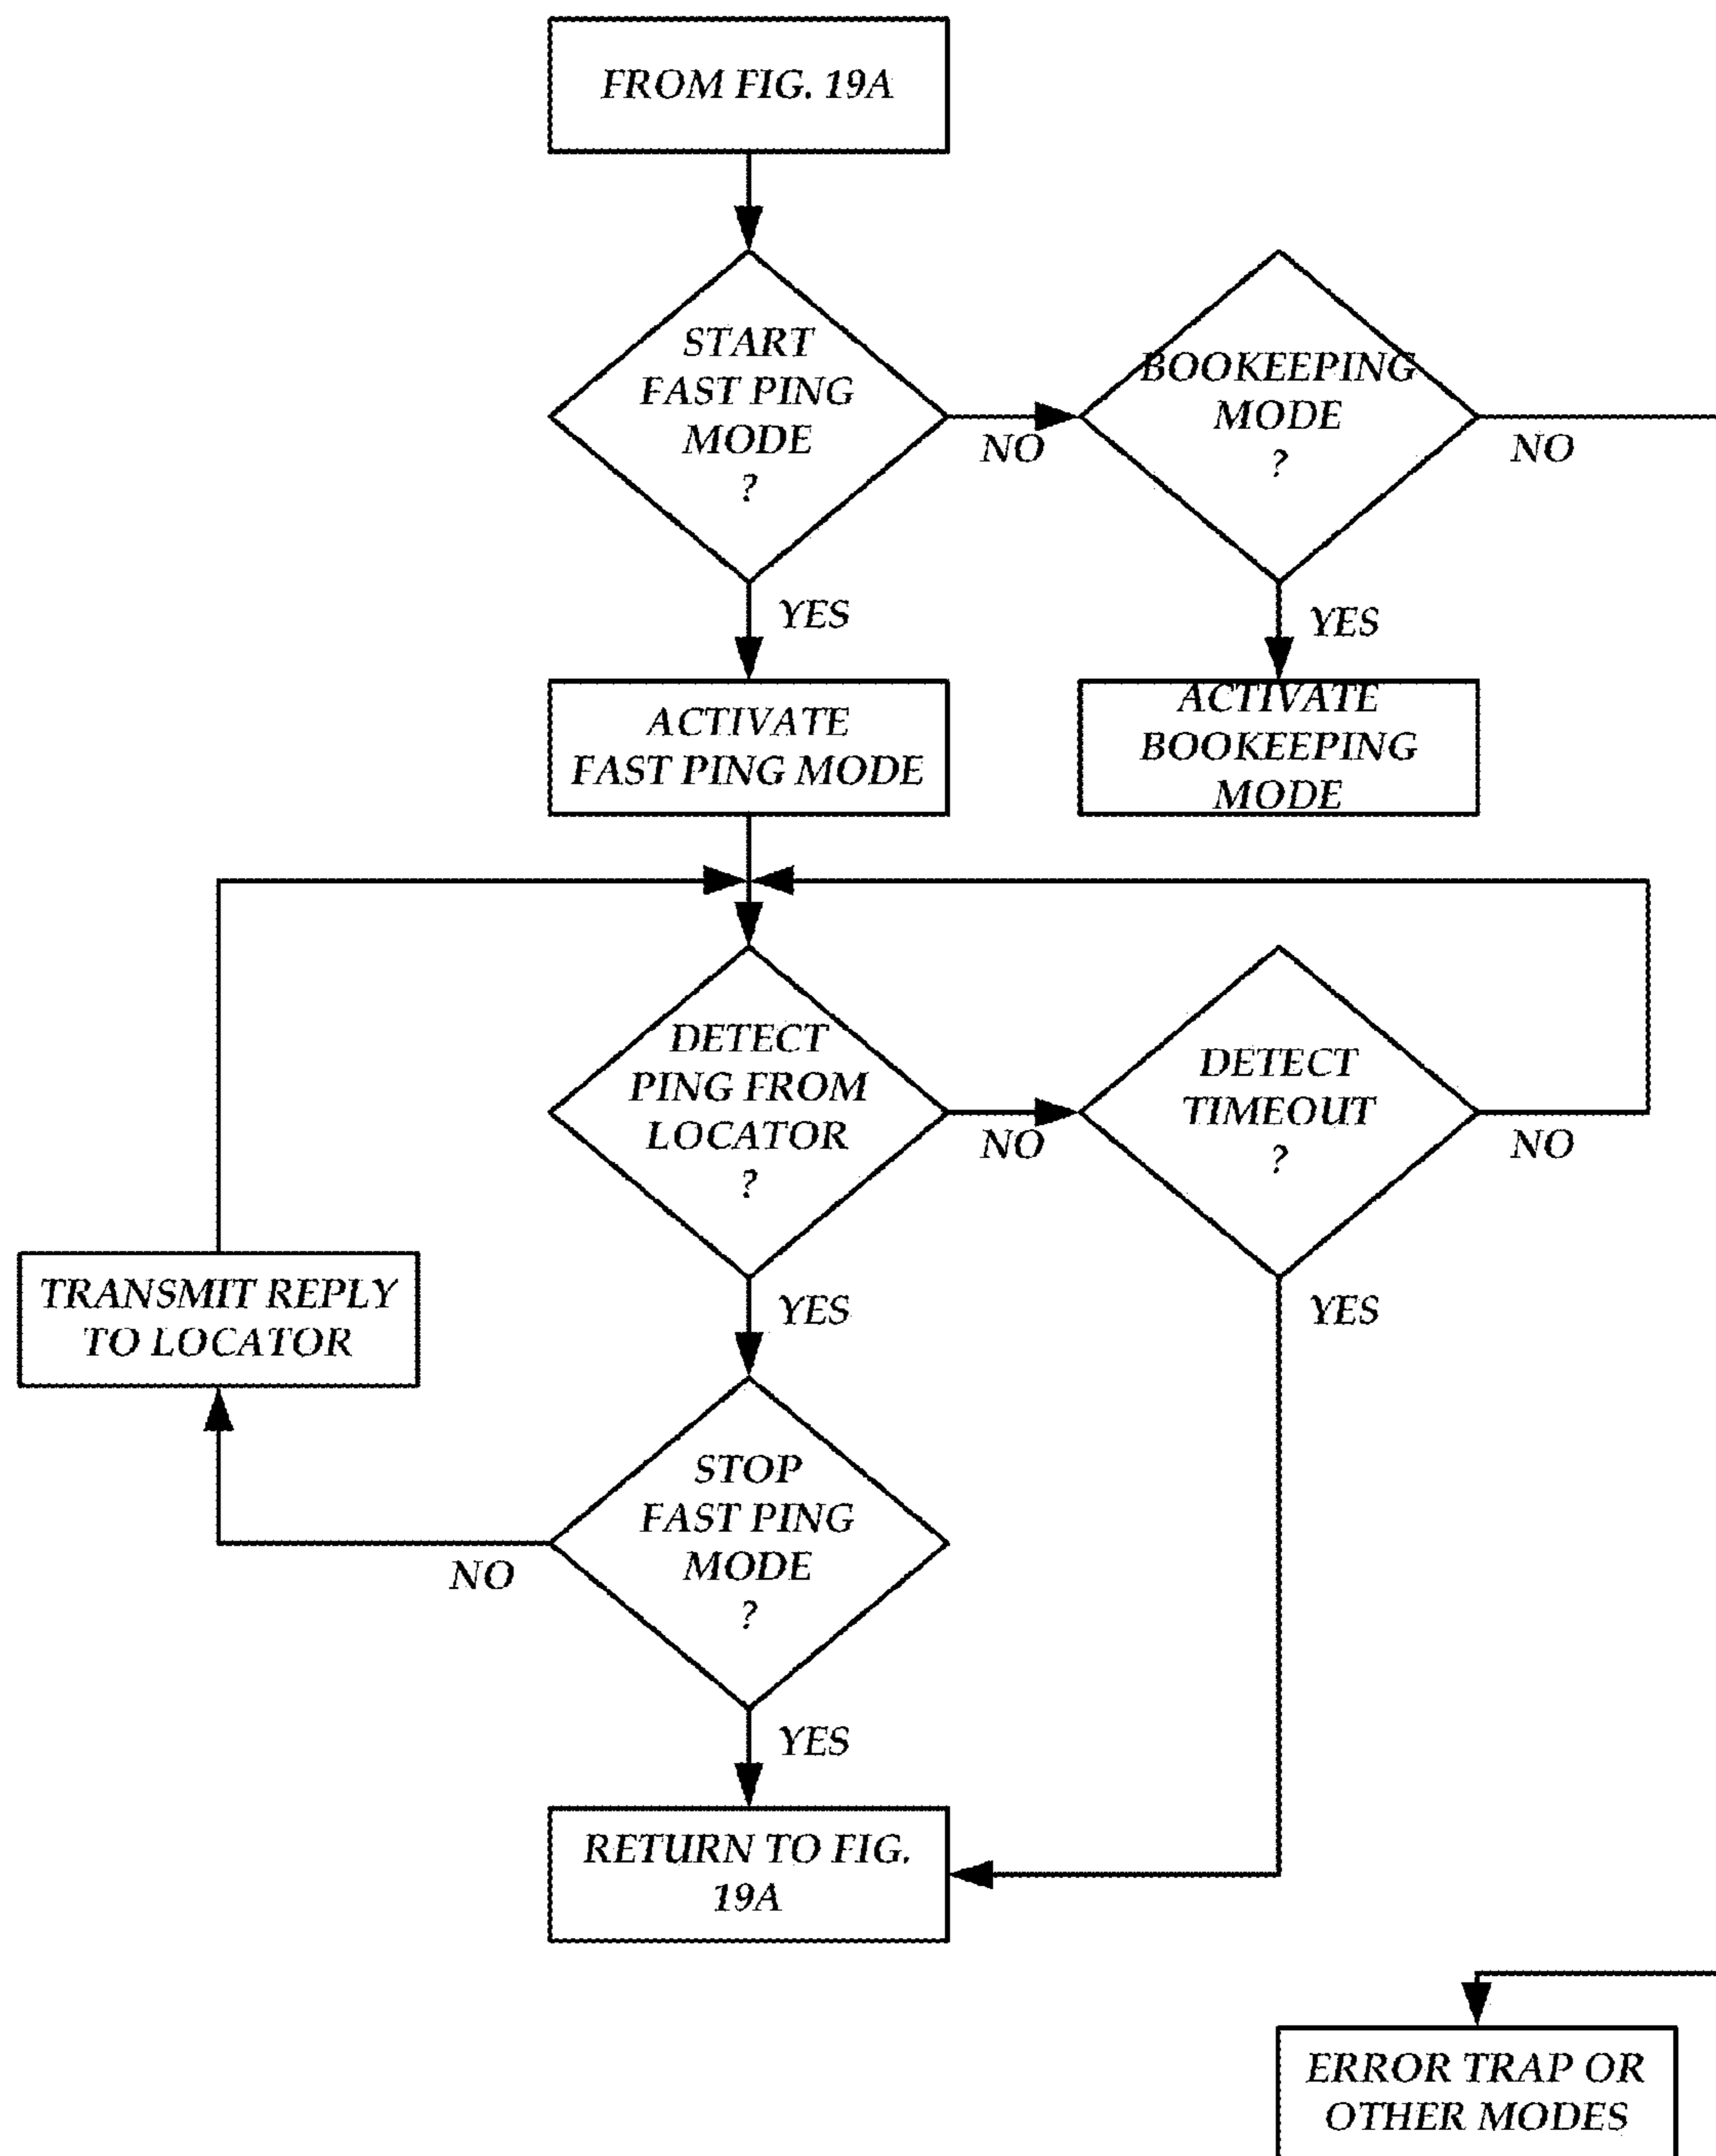 FROM FIG. 19A
START
FAST PING
MODE
?
NO
BOOKEEPING
MODE
?
NO
YES
YES
ACTIVATE
FAST PING MODE
ACTIVATE
BOOKEEPING
MODE
DETECT
PING FROM
LOCATOR
?
NO
DETECT
TIMEOUT
?
NO
YES
YES
TRANSMIT REPLY
TO LOCATOR
STOP
FAST PING
MODE
?
NO
YES
RETURN TO FIG.
19A
ERROR TRAP OR
OTHER MODES